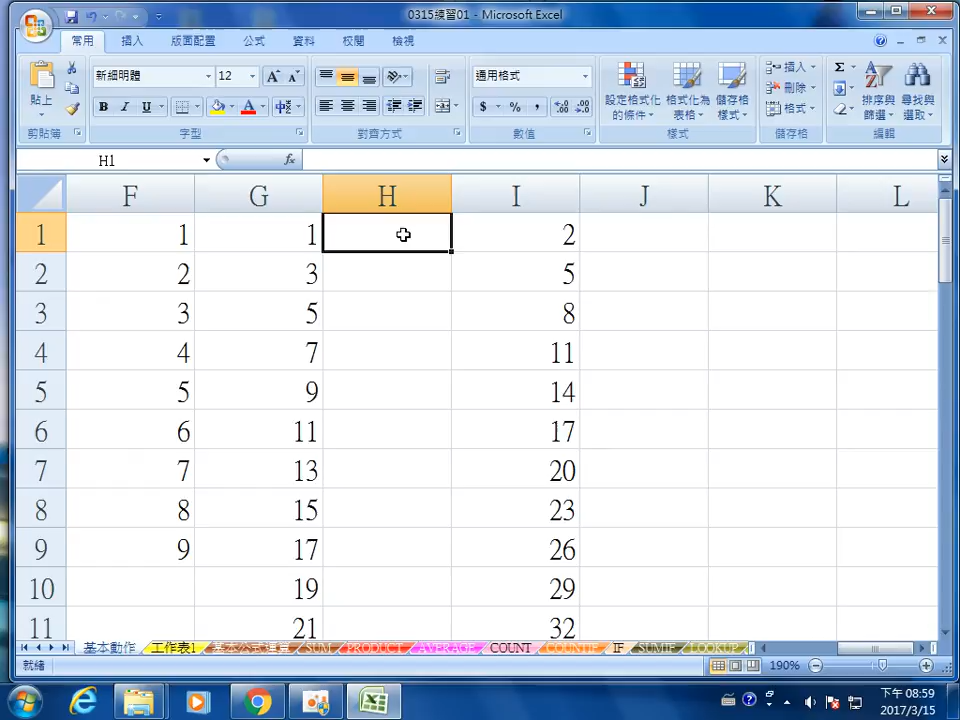 0315練習01 - Microsoft Excel
常用 插入 版面配置 公式 資料 校閱 檢視
貼上
剪貼簿
新細明體 12
B I U
字型
對齊方式
通用格式
$ % ,
數值
設定格式化的條件
格式化為表格
儲存格樣式
樣式
插入
刪除
格式
儲存格
Σ
排序與篩選
尋找與選取
編輯
H1 fx
F G H I J K L
1 1 1 2
2 2 3 5
3 3 5 8
4 4 7 11
5 5 9 14
6 6 11 17
7 7 13 20
8 8 15 23
9 9 17 26
10 19 29
11 21 32
基本動作 工作表1 SUM PRODUCT AVERAGE COUNT COUNTIF IF SUMIF LOOKUP
就緒 190%
下午 08:59
2017/3/15